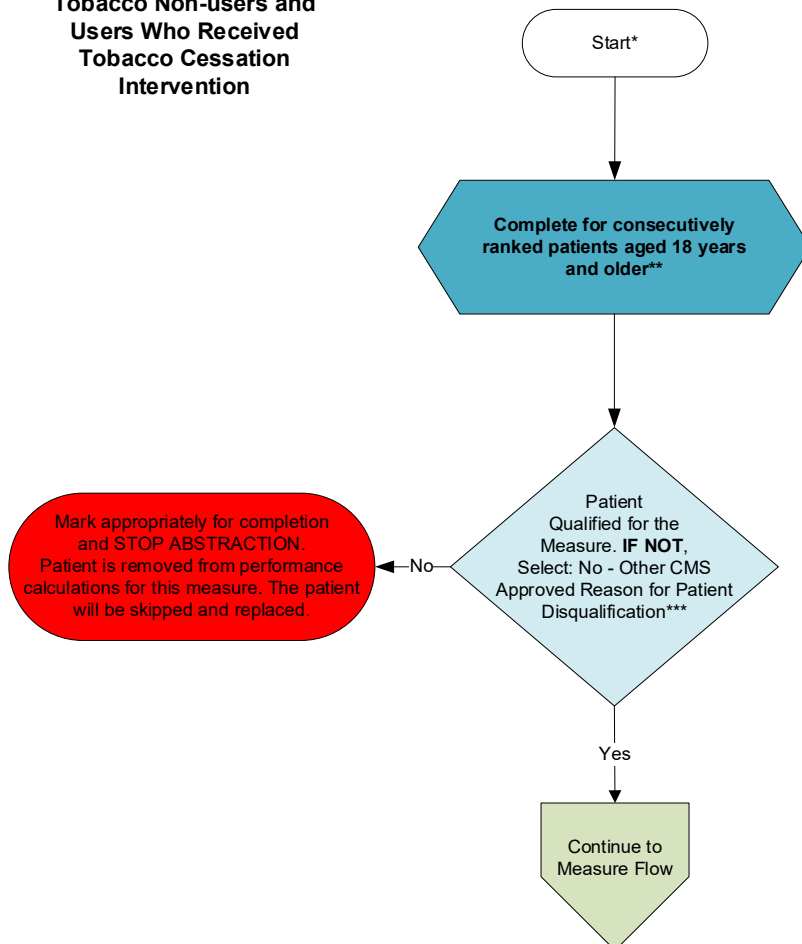 Tobacco Non-users and
Users Who Received
Tobacco Cessation
Intervention
Start*
Complete for consecutively
ranked patients aged 18 years
and older**
Patient
Qualified for the
Measure. IF NOT,
Select: No - Other CMS
Approved Reason for Patient
Disqualification***
No
Mark appropriately for completion
and STOP ABSTRACTION.
Patient is removed from performance
calculations for this measure. The patient
will be skipped and replaced.
Yes
Continue to
Measure Flow